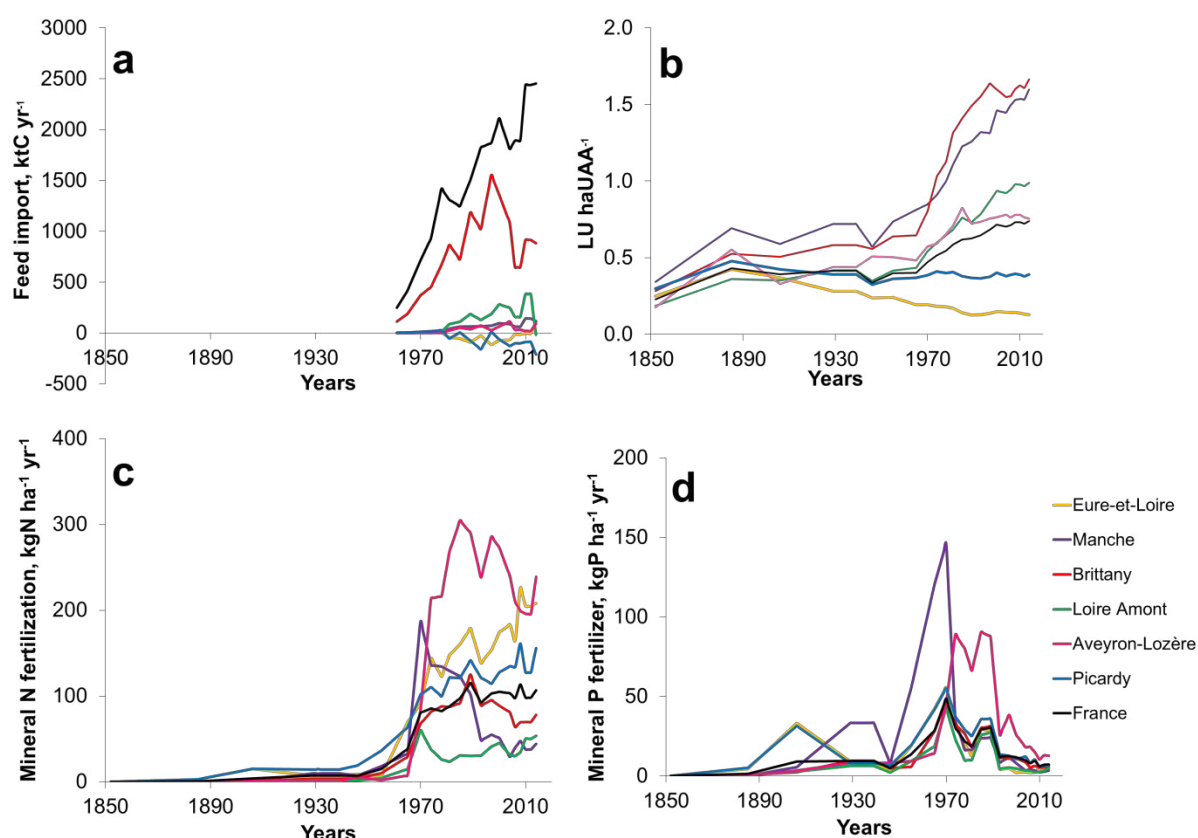 a
Feed import, ktC yr-1
3000
2500
2000
1500
1000
500
0
-500
1850
1890
1930
1970
2010
Years
b
LU haUAA-1
2.0
1.5
1.0
0.5
0.0
1850
1890
1930
1970
2010
Years
c
Mineral N fertilization, kgN ha-1 yr-1
400
300
200
100
0
1850
1890
1930
1970
2010
Years
d
Mineral P fertilizer, kgP ha-1 yr-1
200
150
100
50
0
1850
1890
1930
1970
2010
Years
Eure-et-Loire
Manche
Brittany
Loire Amont
Aveyron-Lozère
Picardy
France